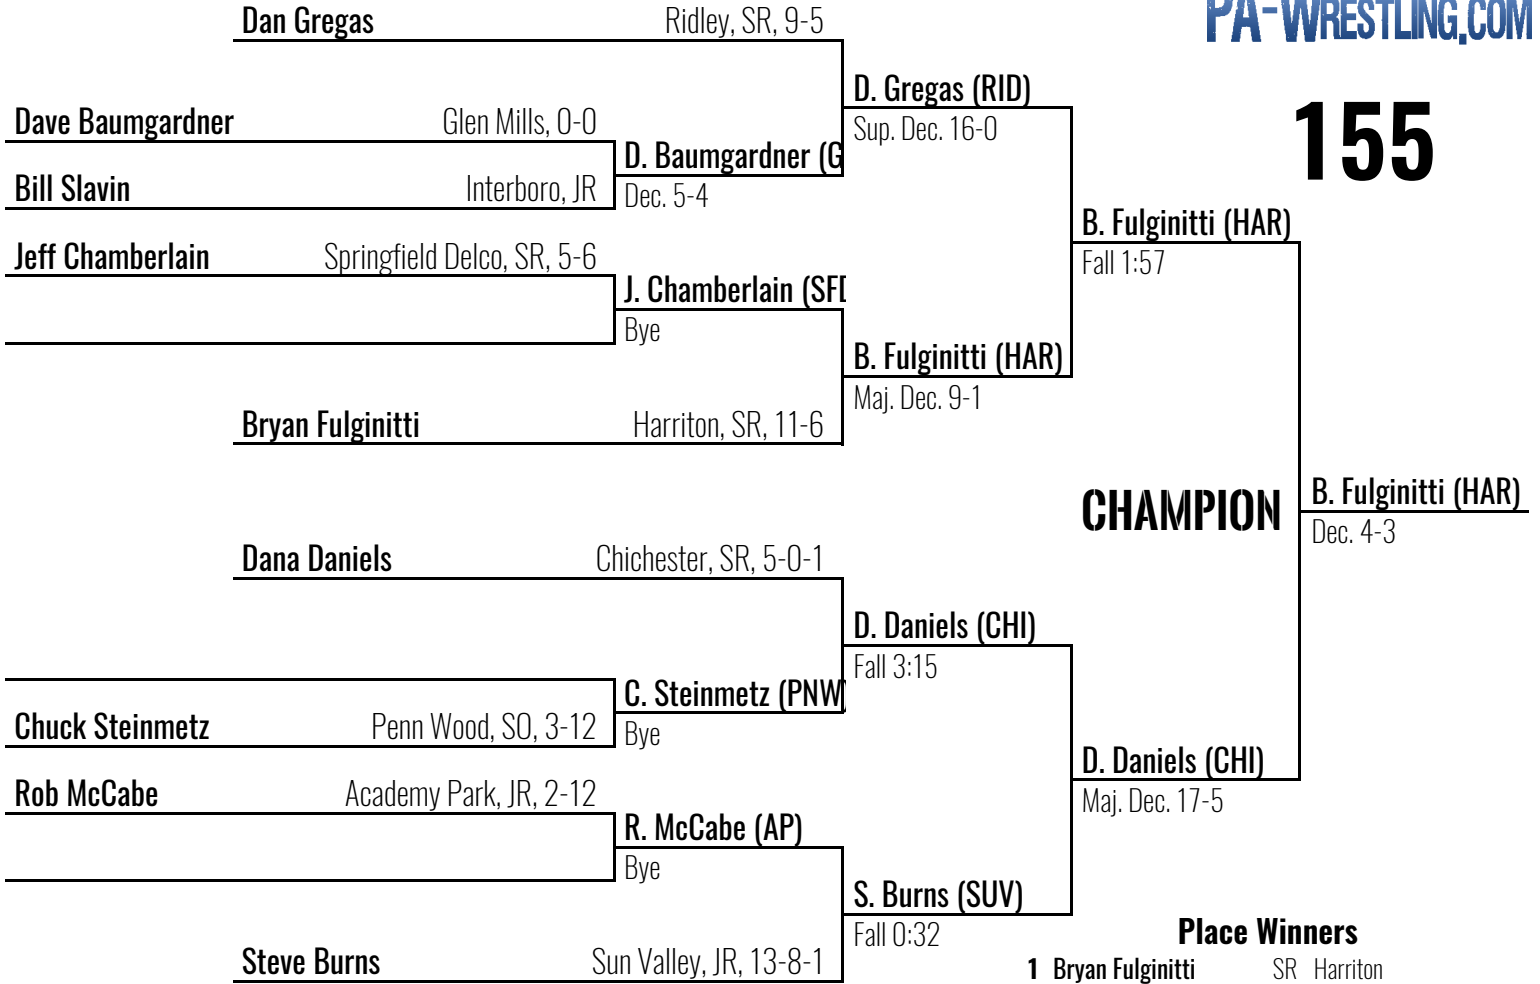 Dan Gregas Ridley, SR, 9-5
PA-WRESTLING.COM
D. Gregas (RID)
Sup. Dec. 16-0
155
Dave Baumgardner Glen Mills, 0-0
D. Baumgardner (G
Dec. 5-4
Bill Slavin Interboro, JR
B. Fulginitti (HAR)
Fall 1:57
Jeff Chamberlain Springfield Delco, SR, 5-6
J. Chamberlain (SFD
Bye
B. Fulginitti (HAR)
Maj. Dec. 9-1
Bryan Fulginitti Harriton, SR, 11-6
CHAMPION
B. Fulginitti (HAR)
Dec. 4-3
Dana Daniels Chichester, SR, 5-0-1
D. Daniels (CHI)
Fall 3:15
C. Steinmetz (PNW)
Bye
Chuck Steinmetz Penn Wood, SO, 3-12
D. Daniels (CHI)
Maj. Dec. 17-5
Rob McCabe Academy Park, JR, 2-12
R. McCabe (AP)
Bye
S. Burns (SUV)
Fall 0:32
Steve Burns Sun Valley, JR, 13-8-1
Place Winners
1 Bryan Fulginitti SR Harriton